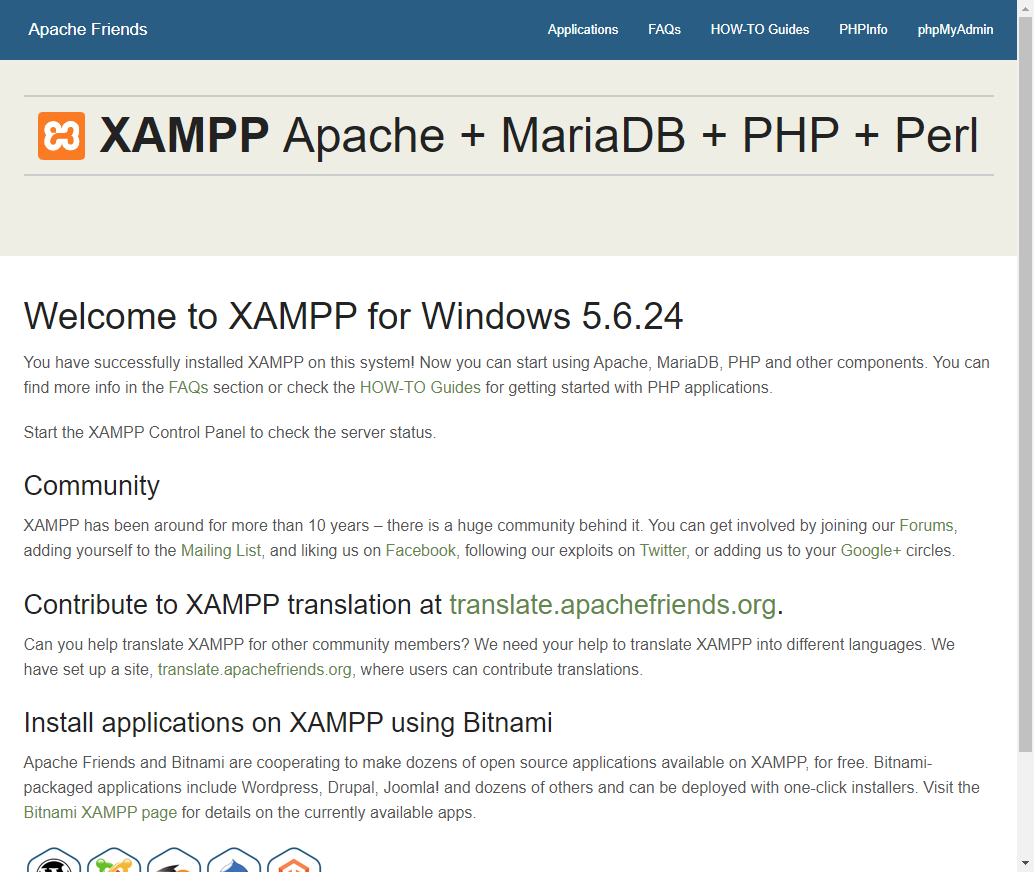 Apache Friends
Applications FAQs HOW-TO Guides PHPInfo phpMyAdmin
XAMPP Apache + MariaDB + PHP + Perl
Welcome to XAMPP for Windows 5.6.24
You have successfully installed XAMPP on this system! Now you can start using Apache, MariaDB, PHP and other components. You can
find more info in the FAQs section or check the HOW-TO Guides for getting started with PHP applications.
Start the XAMPP Control Panel to check the server status.
Community
XAMPP has been around for more than 10 years – there is a huge community behind it. You can get involved by joining our Forums,
adding yourself to the Mailing List, and liking us on Facebook, following our exploits on Twitter, or adding us to your Google+ circles.
Contribute to XAMPP translation at translate.apachefriends.org.
Can you help translate XAMPP for other community members? We need your help to translate XAMPP into different languages. We
have set up a site, translate.apachefriends.org, where users can contribute translations.
Install applications on XAMPP using Bitnami
Apache Friends and Bitnami are cooperating to make dozens of open source applications available on XAMPP, for free. Bitnami-
packaged applications include Wordpress, Drupal, Joomla! and dozens of others and can be deployed with one-click installers. Visit the
Bitnami XAMPP page for details on the currently available apps.